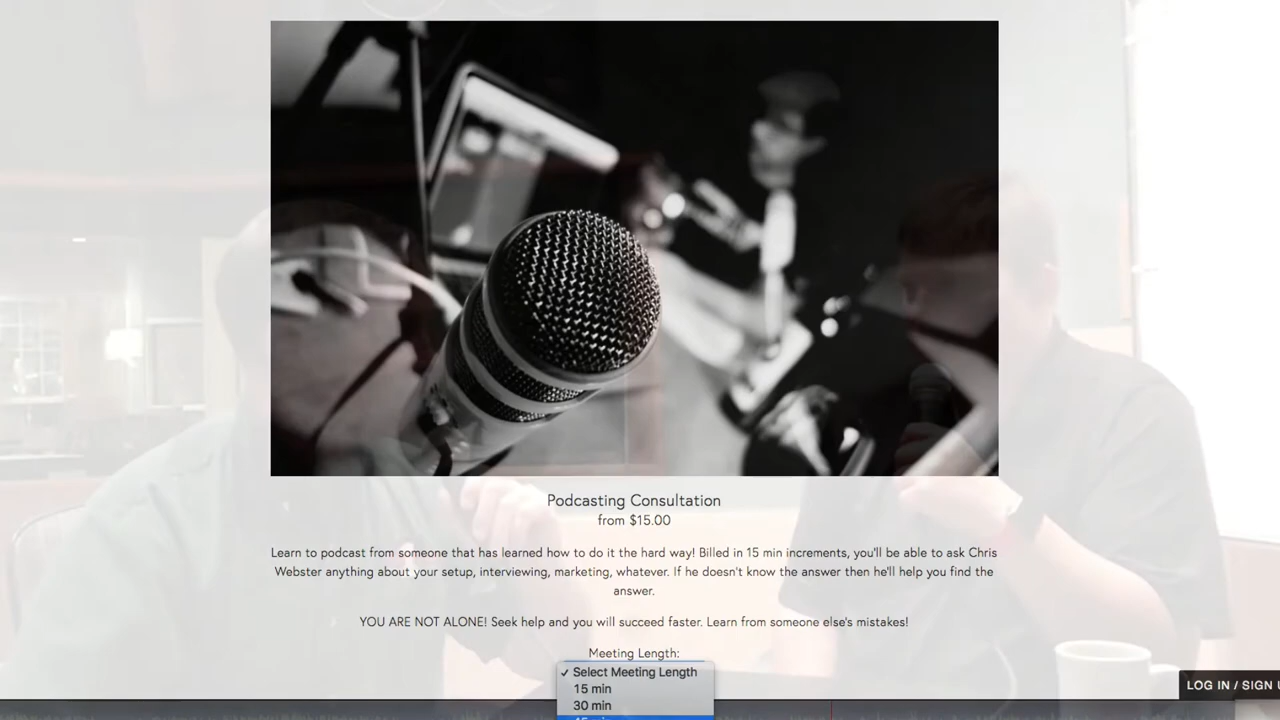 Podcasting Consultation
from $15.00
Learn to podcast from someone that has learned how to do it the hard way! Billed in 15 min increments, you'll be able to ask Chris
Webster anything about your setup, interviewing, marketing, whatever. If he doesn't know the answer then he'll help you find the
answer.
YOU ARE NOT ALONE! Seek help and you will succeed faster. Learn from someone else's mistakes!
Meeting Length:
✓ Select Meeting Length
15 min
30 min
LOG IN / SIGN